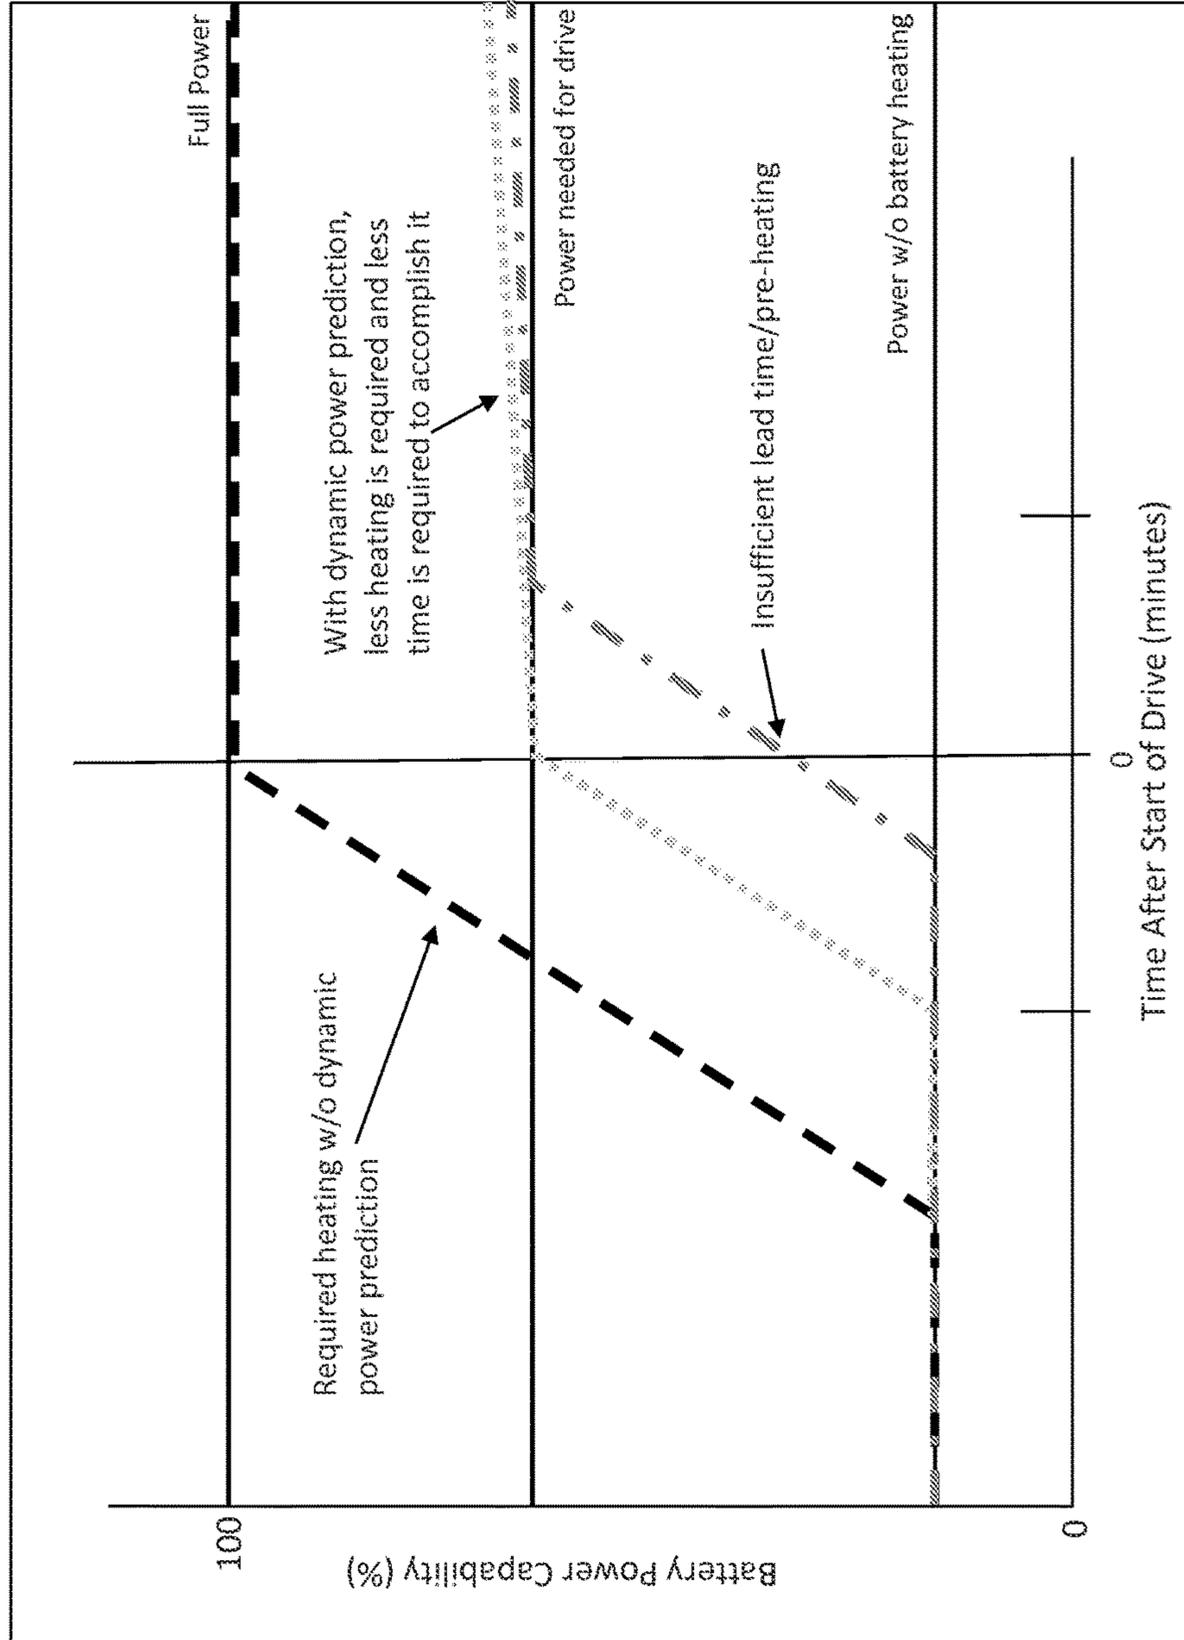 100
Battery Power Capability (%)
0
Full Power
Required heating w/o dynamic
power prediction
With dynamic power prediction,
less heating is required and less
time is required to accomplish it
Power needed for drive
Insufficient lead time/pre-heating
Power w/o battery heating
0
Time After Start of Drive (minutes)